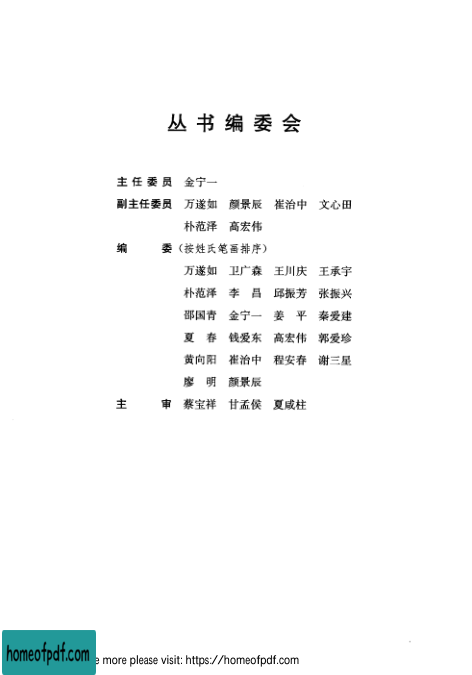 丛书编委会
主任委员 金宁一
副主任委员 万遂如 颜景辰 崔治中 文心田
朴范泽 高宏伟
编 委 (按姓氏笔画排序)
万遂如 卫广森 王川庆 王承宇
朴范泽 李 昌 邱振芳 张振兴
邵国青 金宁一 姜 平 秦爱建
夏 春 钱爱东 高宏伟 郭爱珍
黄向阳 崔治中 程安春 谢三星
廖 明 颜景辰
主 审 蔡宝祥 甘孟侯 夏咸柱
homeofpdf.com
e more please visit: https://homeofpdf.com